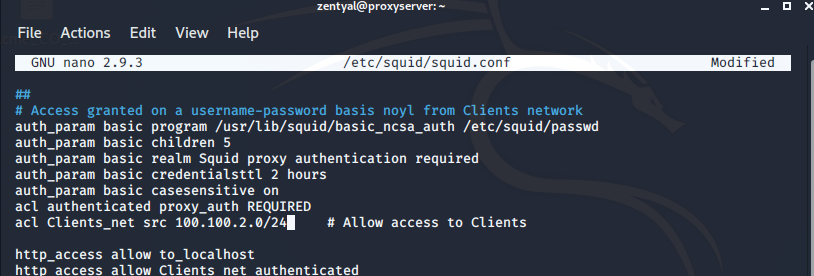 zentyal@proxyserver: ~
File Actions Edit View Help
GNU nano 2.9.3 /etc/squid/squid.conf Modified
##
# Access granted on a username-password basis noyl from Clients network
auth_param basic program /usr/lib/squid/basic_ncsa_auth /etc/squid/passwd
auth_param basic children 5
auth_param basic realm Squid proxy authentication required
auth_param basic credentialsttl 2 hours
auth_param basic casesensitive on
acl authenticated proxy_auth REQUIRED
acl Clients_net src 100.100.2.0/24 # Allow access to Clients
http_access allow to_localhost
http_access allow Clients_net authenticated